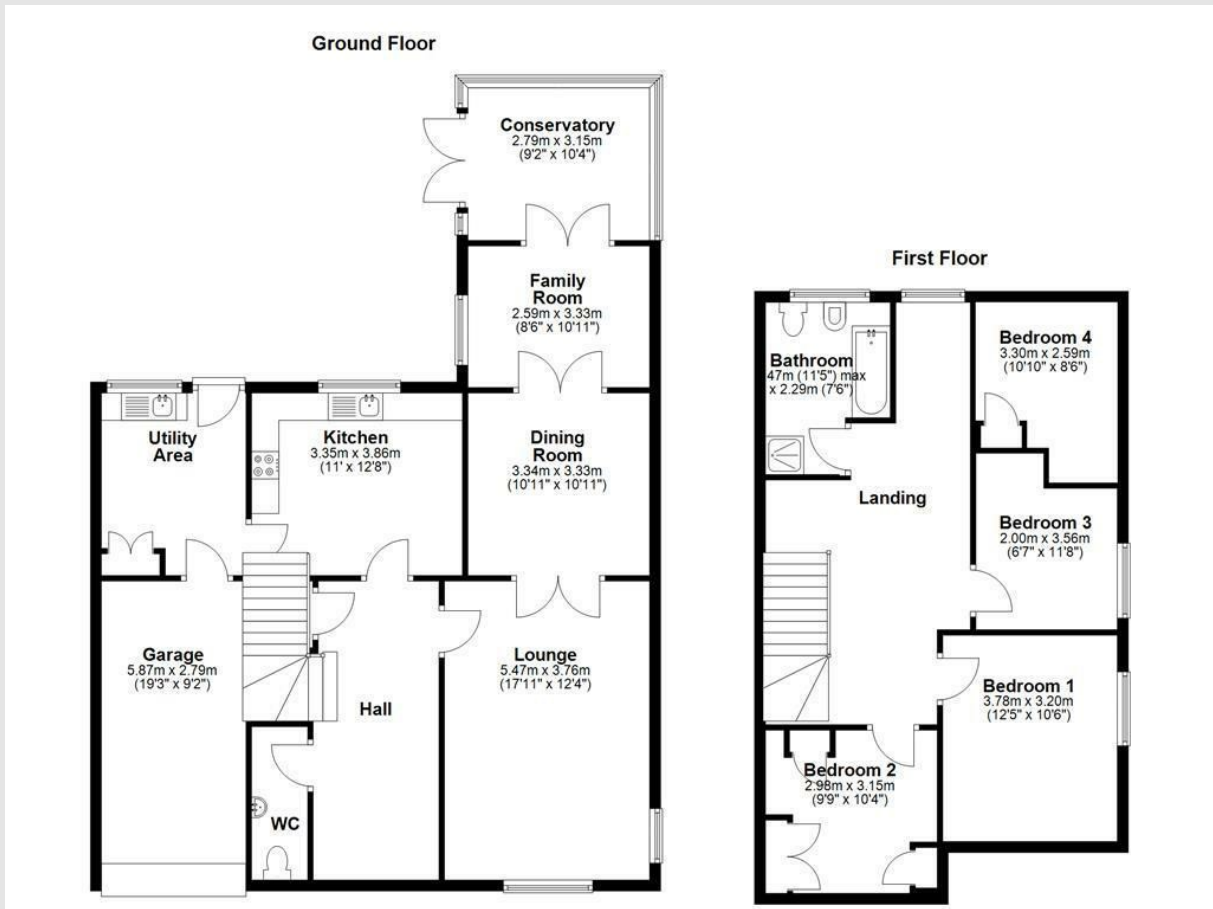 Ground Floor
Conservatory
2.79m x 3.15m
(9'2" x 10'4")
Family
Room
2.59m x 3.33m
(8'6" x 10'11")
Utility
Area
Kitchen
3.35m x 3.86m
(11' x 12'8")
Dining
Room
3.34m x 3.33m
(10'11" x 10'11")
Garage
5.87m x 2.79m
(19'3" x 9'2")
Hall
Lounge
5.47m x 3.76m
(17'11" x 12'4")
WC
First Floor
Bathroom
47m (11'5") max
x 2.29m (7'6")
Bedroom 4
3.30m x 2.59m
(10'10" x 8'6")
Landing
Bedroom 3
2.00m x 3.56m
(6'7" x 11'8")
Bedroom 1
3.78m x 3.20m
(12'5" x 10'6")
Bedroom 2
2.98m x 3.15m
(9'9" x 10'4")